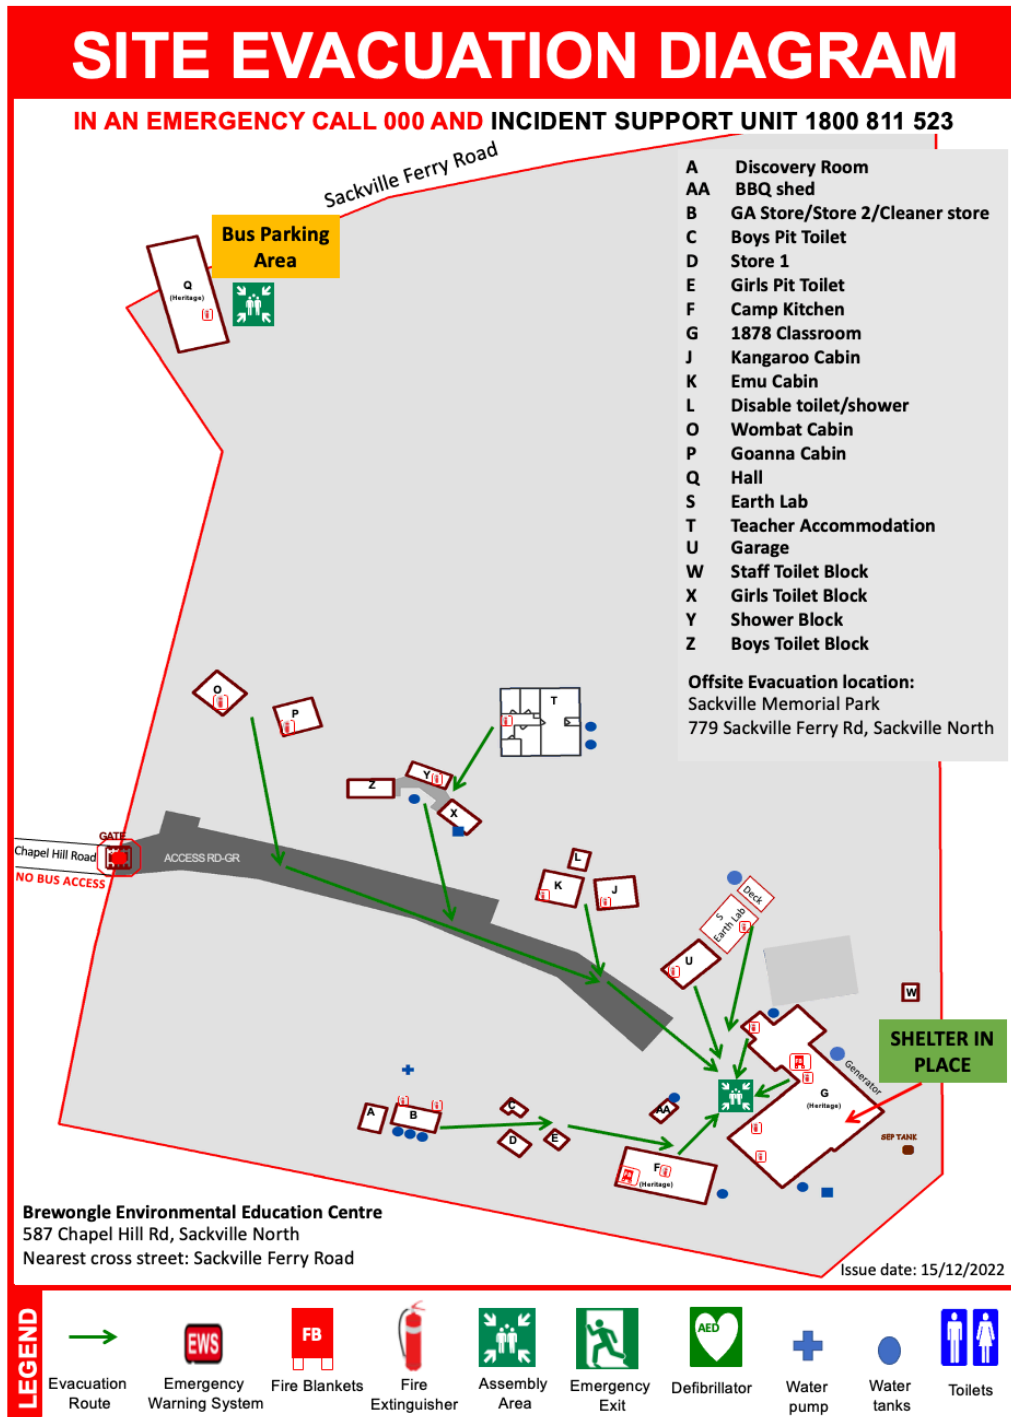 SITE EVACUATION DIAGRAM
IN AN EMERGENCY CALL 000 AND INCIDENT SUPPORT UNIT 1800 811 523
Sackville Ferry Road
Bus Parking
Area
Q
(Heritage)
A Discovery Room
AA BBQ shed
B GA Store/Store 2/Cleaner store
C Boys Pit Toilet
D Store 1
E Girls Pit Toilet
F Camp Kitchen
G 1878 Classroom
J Kangaroo Cabin
K Emu Cabin
L Disable toilet/shower
O Wombat Cabin
P Goanna Cabin
Q Hall
S Earth Lab
T Teacher Accommodation
U Garage
W Staff Toilet Block
X Girls Toilet Block
Y Shower Block
Z Boys Toilet Block
Offsite Evacuation location:
Sackville Memorial Park
779 Sackville Ferry Rd, Sackville North
O
P
T
Z
Y
X
GATE
Chapel Hill Road
NO BUS ACCESS
ACCESS RD-GR
L
K
J
Deck
S
Earth Lab
U
W
SHELTER IN
PLACE
Generator
G
(Heritage)
SEP TANK
A
B
C
D
E
AA
F
(Heritage)
Brewongle Environmental Education Centre
587 Chapel Hill Rd, Sackville North
Nearest cross street: Sackville Ferry Road
Issue date: 15/12/2022
LEGEND
Evacuation
Route
EWS
Emergency
Warning System
FB
Fire Blankets
Fire
Extinguisher
Assembly
Area
Emergency
Exit
AED
Defibrillator
Water
pump
Water
tanks
Toilets